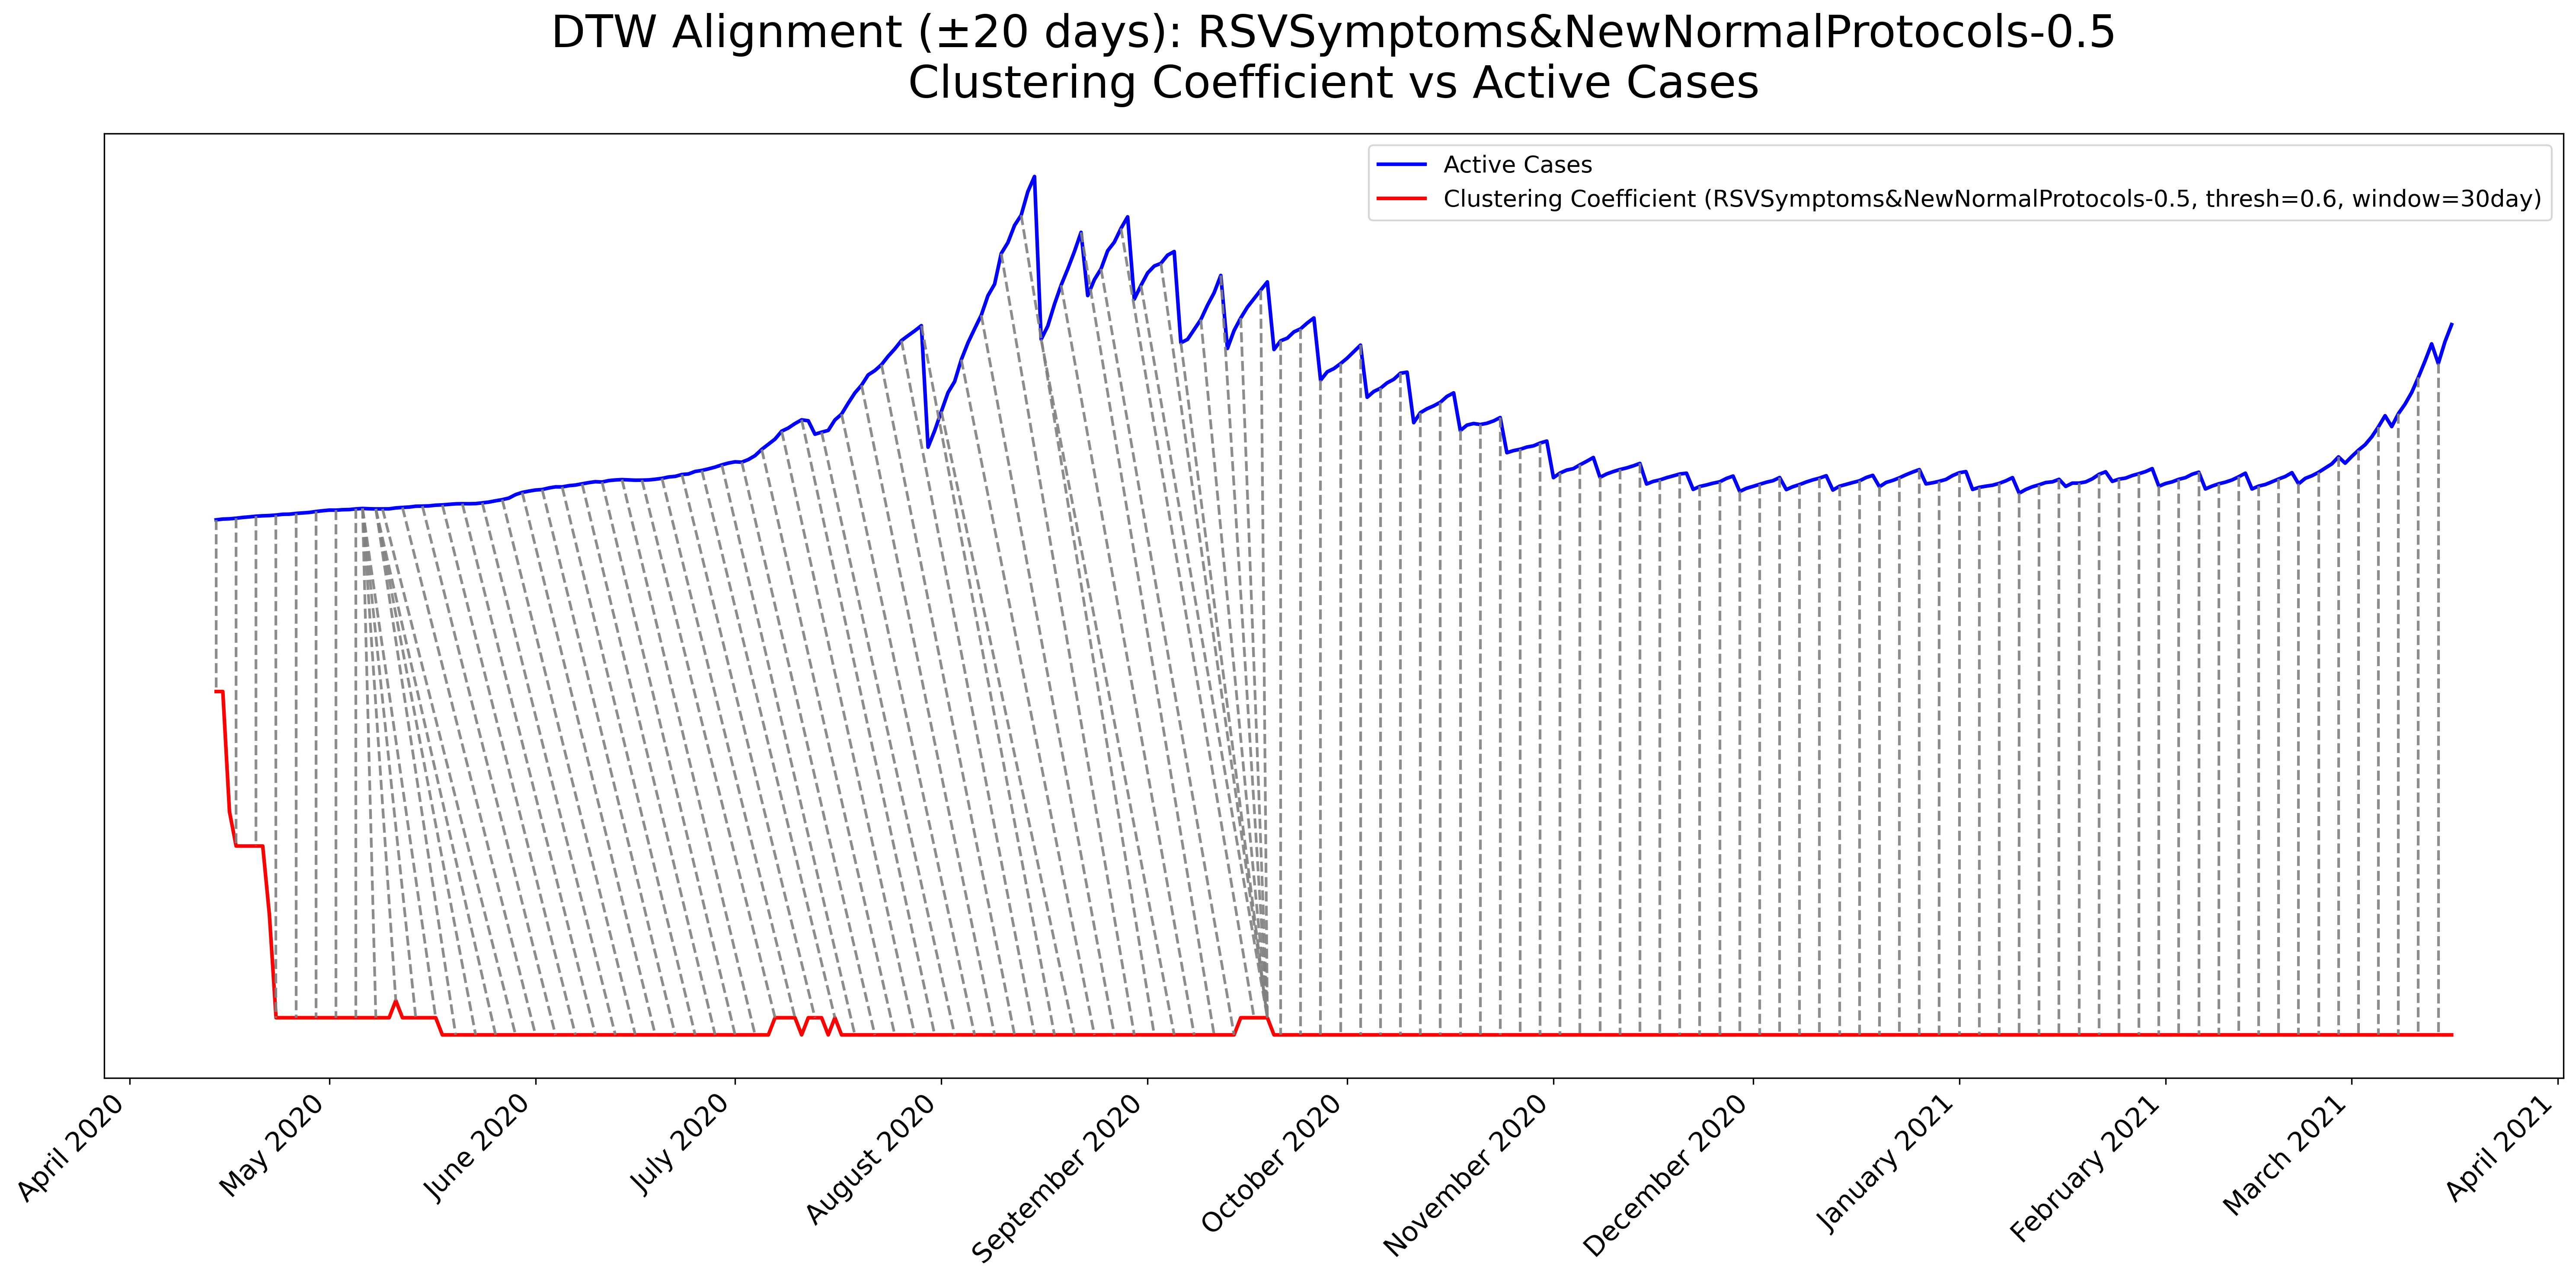 DTW Alignment (±20 days): RSVSymptoms&NewNormalProtocols-0.5
Clustering Coefficient vs Active Cases
Active Cases
Clustering Coefficient (RSVSymptoms&NewNormalProtocols-0.5, thresh=0.6, window=30day)
April 2020
May 2020
June 2020
July 2020
August 2020
September 2020
October 2020
November 2020
December 2020
January 2021
February 2021
March 2021
April 2021